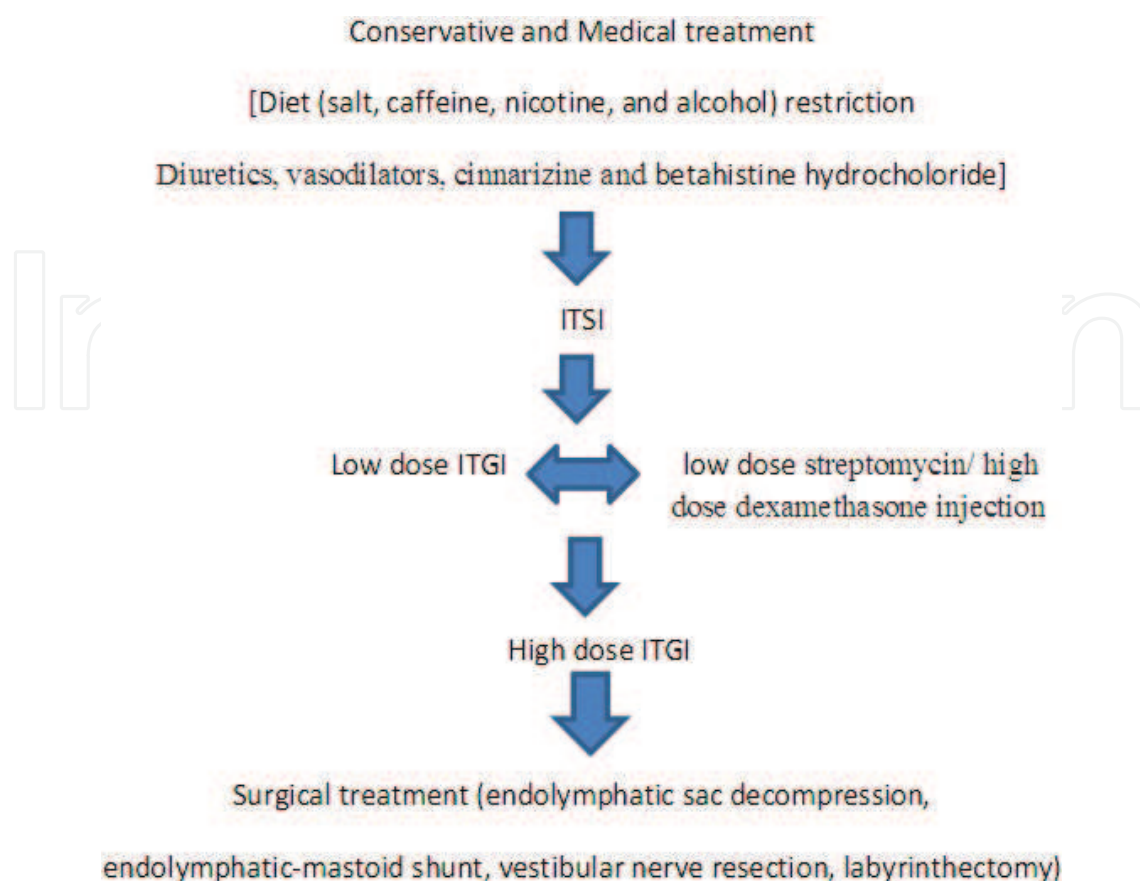 Conservative and Medical treatment
[Diet (salt, caffeine, nicotine, and alcohol) restriction
Diuretics, vasodilators, cinnarizine and betahistine hydrocholoride]
ITSI
Low dose ITGI
low dose streptomycin/ high
dose dexamethasone injection
High dose ITGI
Surgical treatment (endolymphatic sac decompression,
endolymphatic-mastoid shunt, vestibular nerve resection, labyrinthectomy)